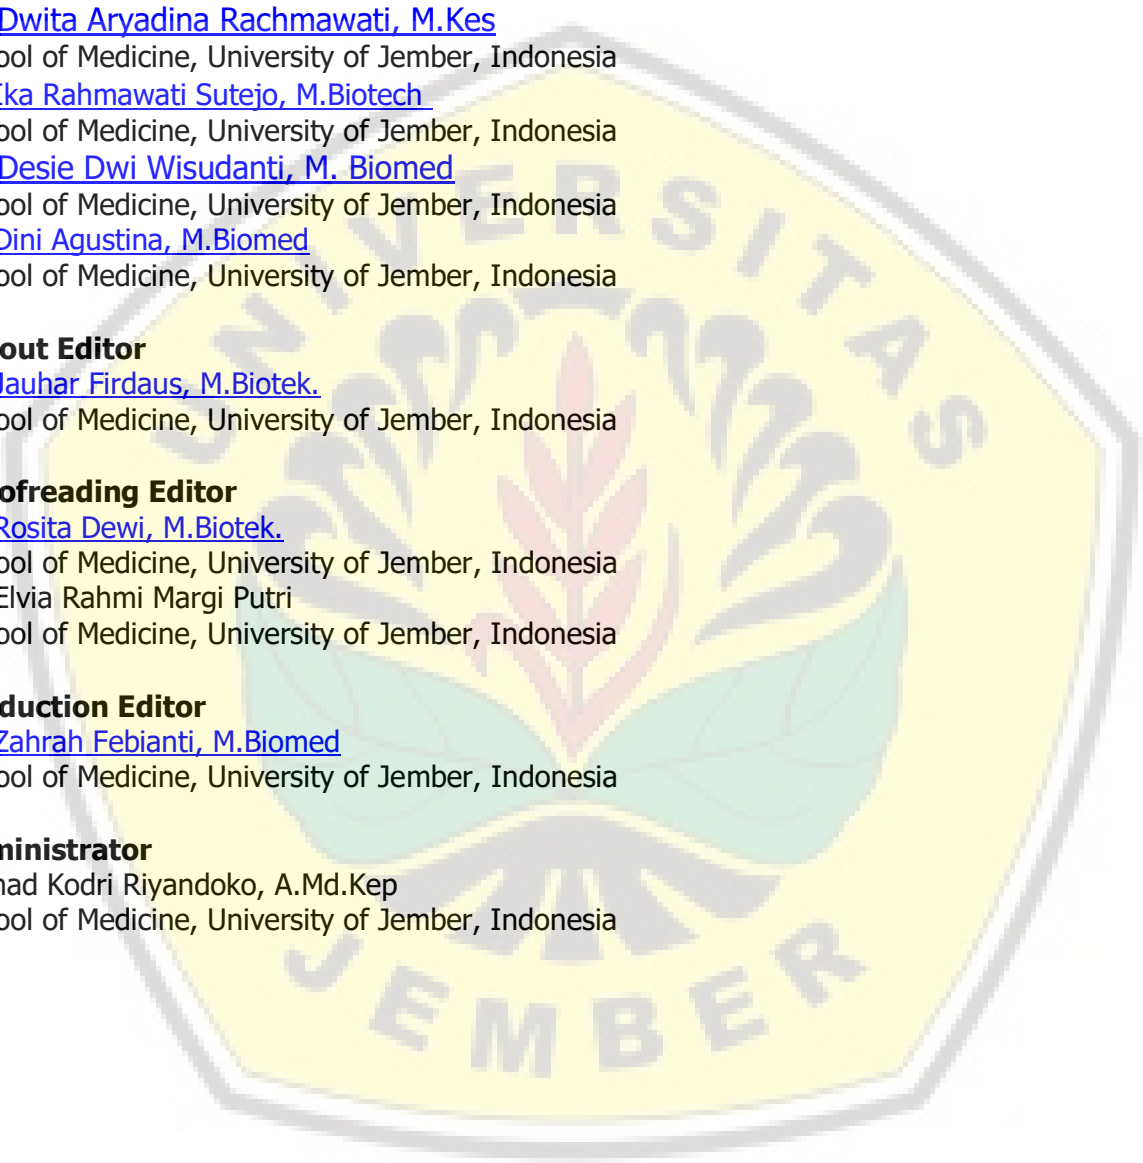 Dwita Aryadina Rachmawati, M.Kes
ool of Medicine, University of Jember, Indonesia
Ika Rahmawati Sutejo, M.Biotech
ool of Medicine, University of Jember, Indonesia
Desie Dwi Wisudanti, M. Biomed
ool of Medicine, University of Jember, Indonesia
Dini Agustina, M.Biomed
ool of Medicine, University of Jember, Indonesia
out Editor
Jauhar Firdaus, M.Biotek.
ool of Medicine, University of Jember, Indonesia
ofreading Editor
Rosita Dewi, M.Biotek.
ool of Medicine, University of Jember, Indonesia
Elvia Rahmi Margi Putri
ool of Medicine, University of Jember, Indonesia
duction Editor
Zahrah Febianti, M.Biomed
ool of Medicine, University of Jember, Indonesia
ministrator
nad Kodri Riyandoko, A.Md.Kep
ool of Medicine, University of Jember, Indonesia
UNIVERSITAS
JEMBER